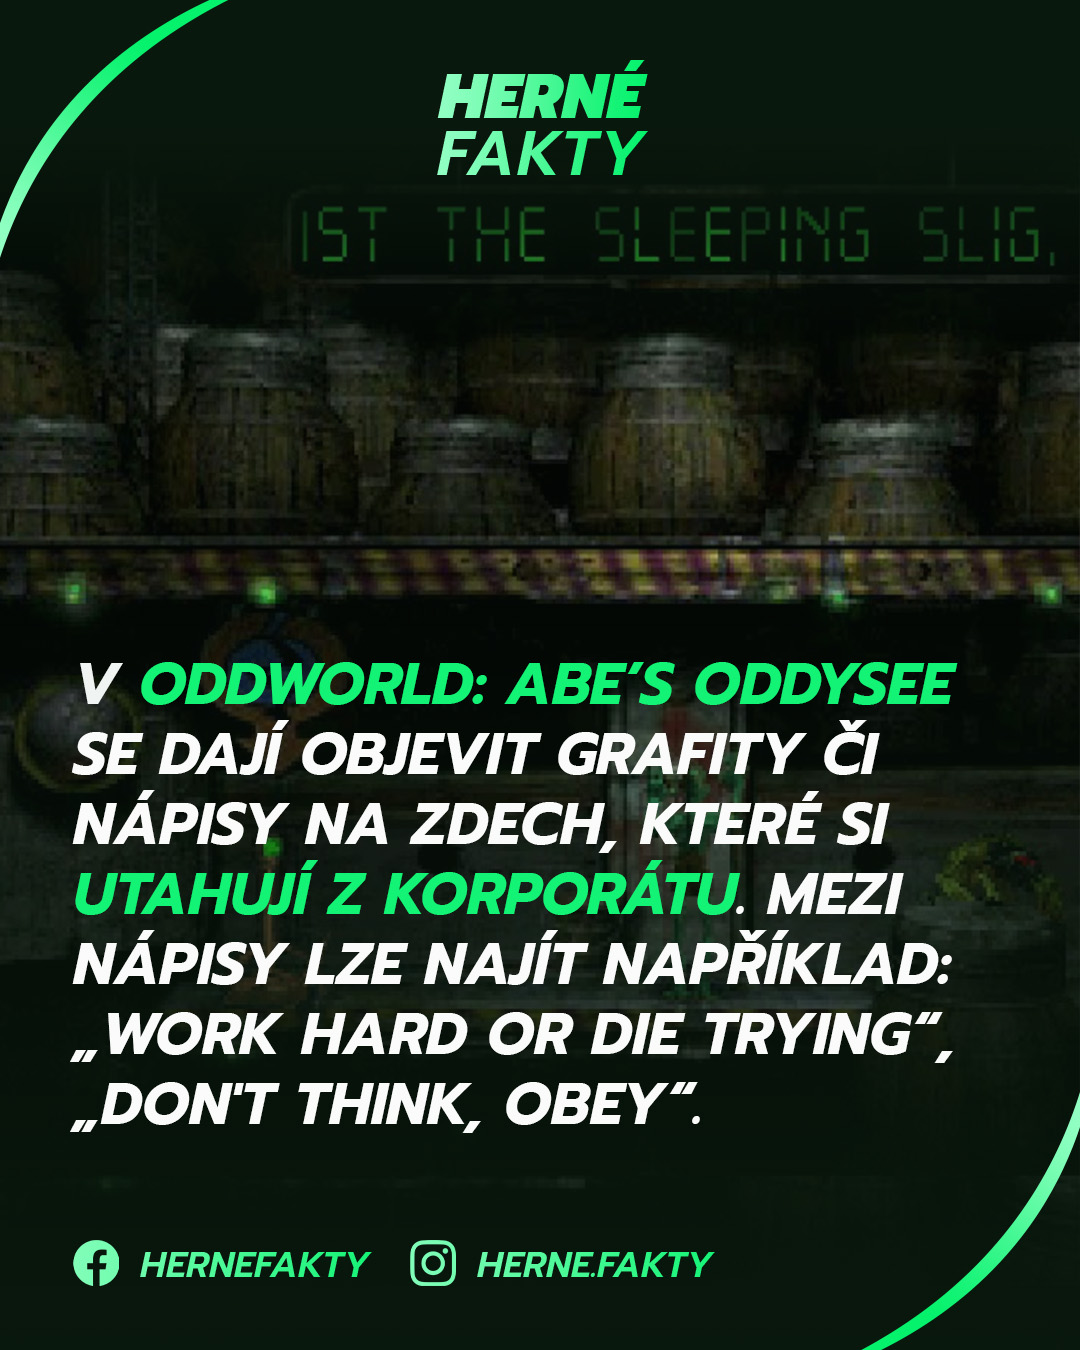 HERNÉ
FAKTY
IST THE SLEEPING SLIG,
V ODDWORLD: ABE´S ODDYSEE
SE DAJÍ OBJEVIT GRAFITY ČI
NÁPISY NA ZDECH, KTERÉ SI
UTAHUJÍ Z KORPORÁTU. MEZI
NÁPISY LZE NAJÍT NAPŘÍKLAD:
„WORK HARD OR DIE TRYING“,
„DON'T THINK, OBEY“.
HERNEFAKTY HERNE.FAKTY